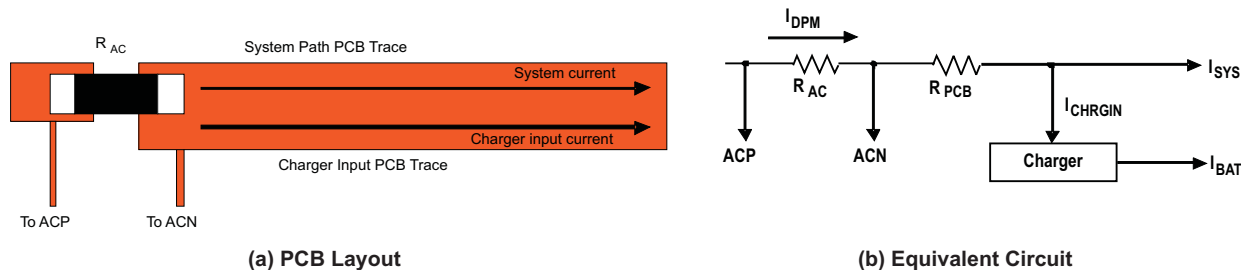 R AC
System Path PCB Trace
System current
Charger input current
Charger Input PCB Trace
To ACP
To ACN
(a) PCB Layout
I DPM
R AC
R PCB
I SYS
I CHRGIN
ACP
ACN
Charger
I BAT
(b) Equivalent Circuit